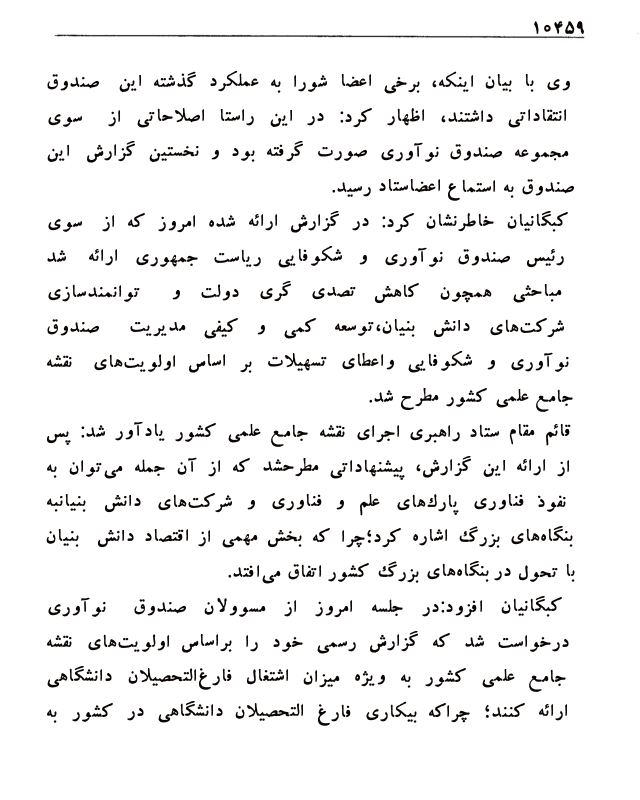 ۱۰۴۵۹
وی با بیان اینکه، برخی اعضا شورا به عملکرد گذشته این صندوق
انتقاداتی داشتند، اظهار کرد: در این راستا اصلاحاتی از سوی
مجموعه صندوق نوآوری صورت گرفته بود و نخستین گزارش این
صندوق به استماع اعضاستاد رسید.
کبگانیان خاطرنشان کرد: در گزارش ارائه شده امروز که از سوی
رئیس صندوق نوآوری و شکوفایی ریاست جمهوری ارائه شد
مباحثی همچون کاهش تصدی گری دولت و توانمندسازی
شرکت‌های دانش بنیان،توسعه کمی و کیفی مدیریت صندوق
نوآوری و شکوفایی واعطای تسهیلات بر اساس اولویت‌های نقشه
جامع علمی کشور مطرح شد.
قائم مقام ستاد راهبری اجرای نقشه جامع علمی کشور یادآور شد: پس
از ارائه این گزارش، پیشنهاداتی مطرحشد که از آن جمله می‌توان به
نفوذ فناوری پارك‌های علم و فناوری و شرکت‌های دانش بنیانبه
بنگاه‌های بزرگ اشاره کرد؛چرا که بخش مهمی از اقتصاد دانش بنیان
با تحول در بنگاه‌های بزرگ کشور اتفاق می‌افتد.
کبگانیان افزود:در جلسه امروز از مسوولان صندوق نوآوری
درخواست شد که گزارش رسمی خود را براساس اولویت‌های نقشه
جامع علمی کشور به ویژه میزان اشتغال فارغ‌التحصیلان دانشگاهی
ارائه کنند؛ چراکه بیکاری فارغ التحصیلان دانشگاهی در کشور به